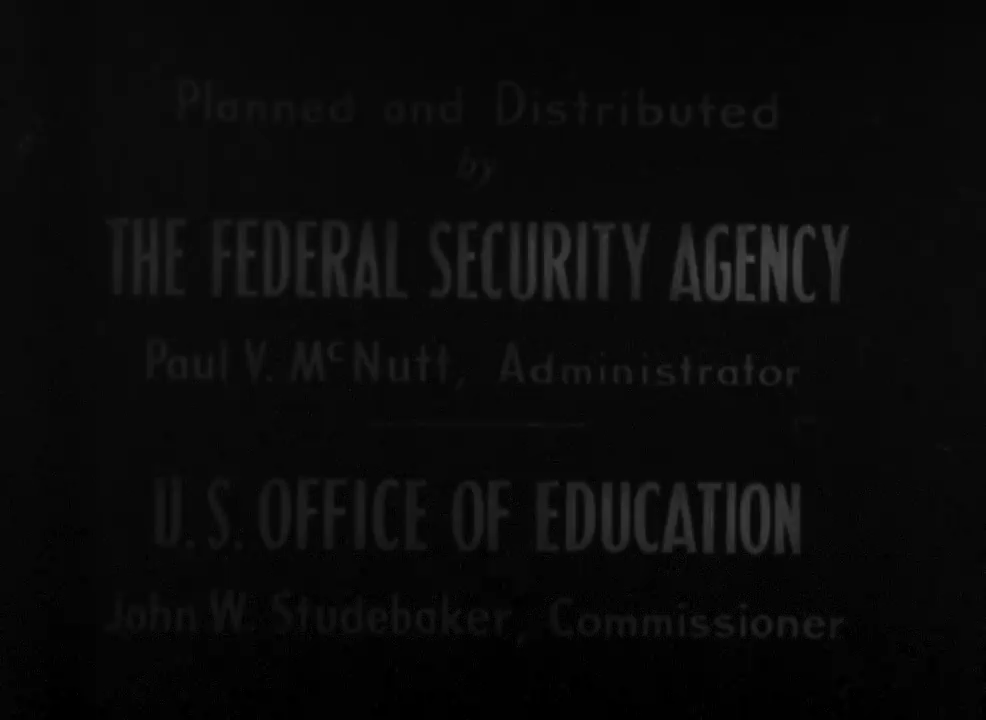 Planned and Distributed
by
THE FEDERAL SECURITY AGENCY
Paul V. McNutt, Administrator
U. S. OFFICE OF EDUCATION
John W. Studebaker, Commissioner